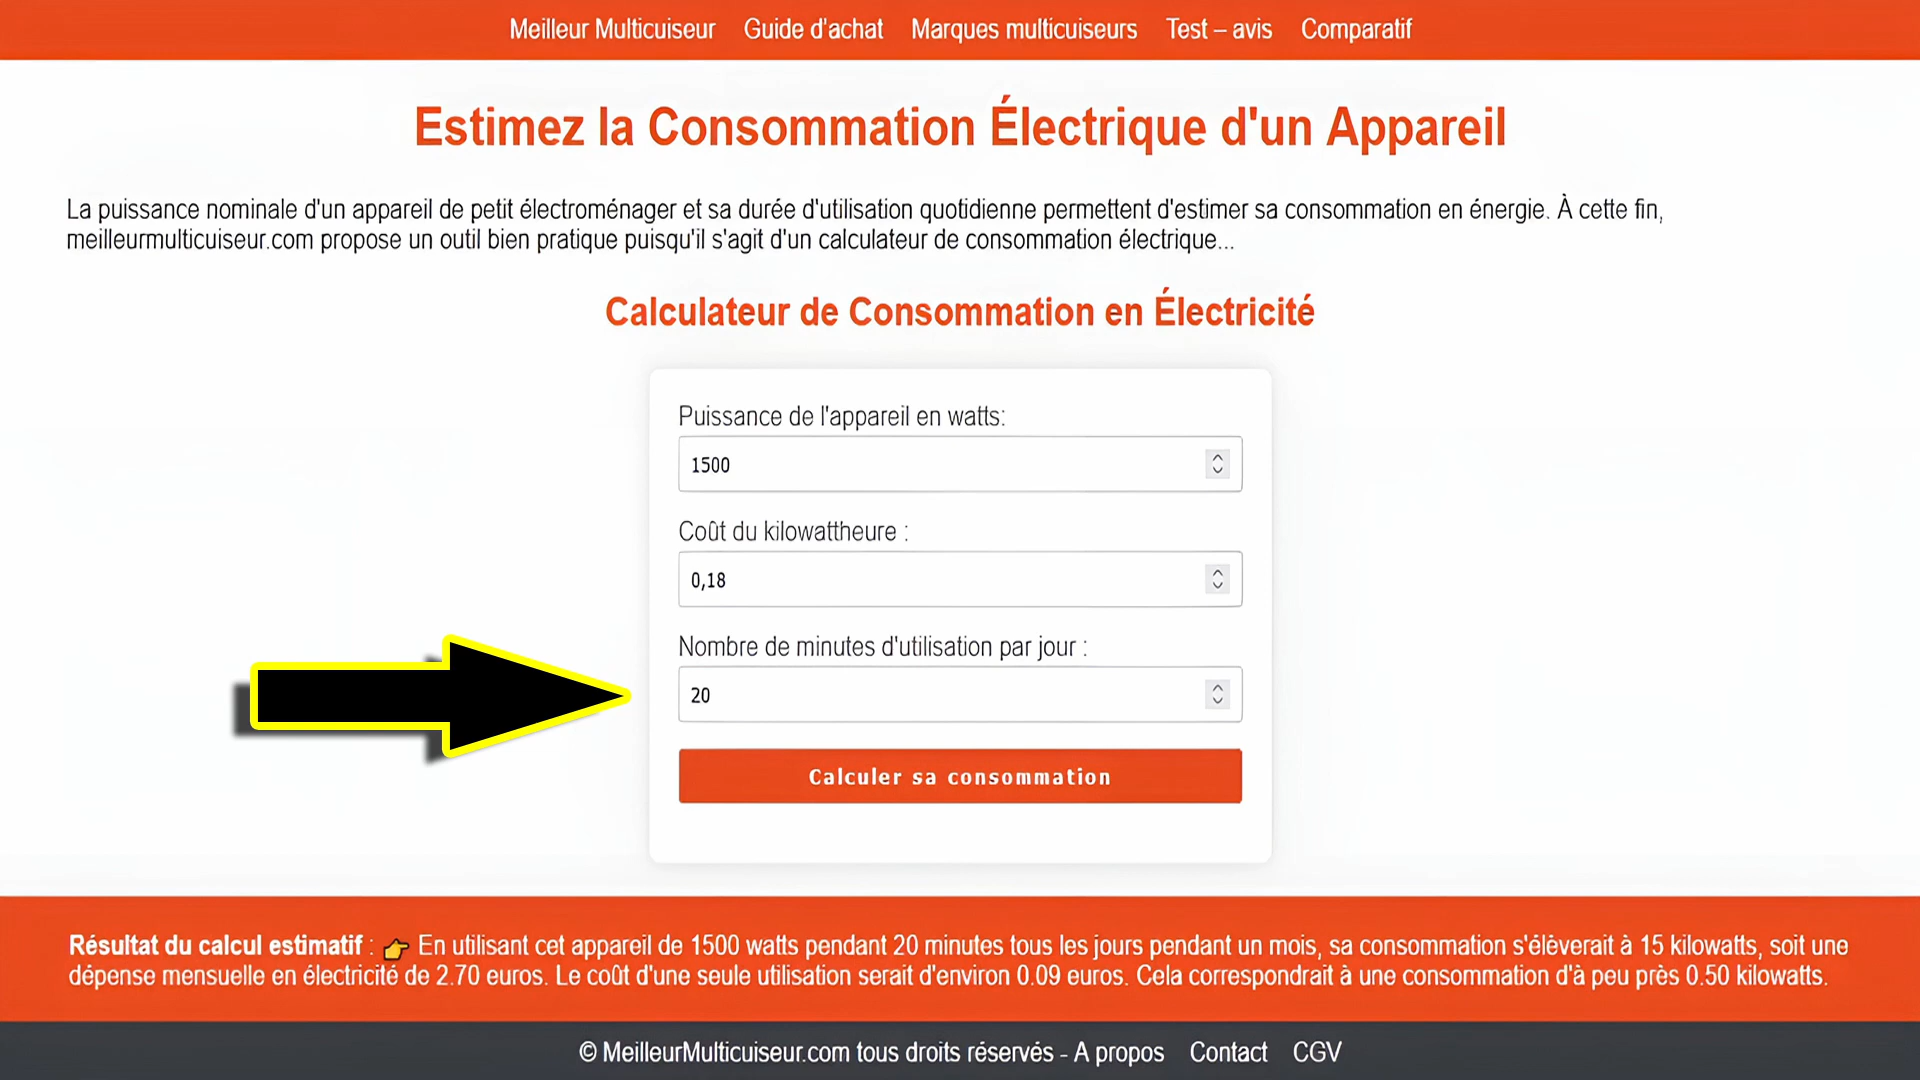 Meilleur Multicuiseur Guide d'achat Marques multicuiseurs Test – avis Comparatif
Estimez la Consommation Électrique d'un Appareil
La puissance nominale d'un appareil de petit électroménager et sa durée d'utilisation quotidienne permettent d'estimer sa consommation en énergie. À cette fin,
meilleurmulticuiseur.com propose un outil bien pratique puisqu'il s'agit d'un calculateur de consommation électrique...
Calculateur de Consommation en Électricité
Puissance de l'appareil en watts:
1500
Coût du kilowattheure :
0,18
Nombre de minutes d'utilisation par jour :
20
Calculer sa consommation
Résultat du calcul estimatif : 👉 En utilisant cet appareil de 1500 watts pendant 20 minutes tous les jours pendant un mois, sa consommation s'élèverait à 15 kilowatts, soit une
dépense mensuelle en électricité de 2.70 euros. Le coût d'une seule utilisation serait d'environ 0.09 euros. Cela correspondrait à une consommation d'à peu près 0.50 kilowatts.
© MeilleurMulticuiseur.com tous droits réservés - A propos Contact CGV